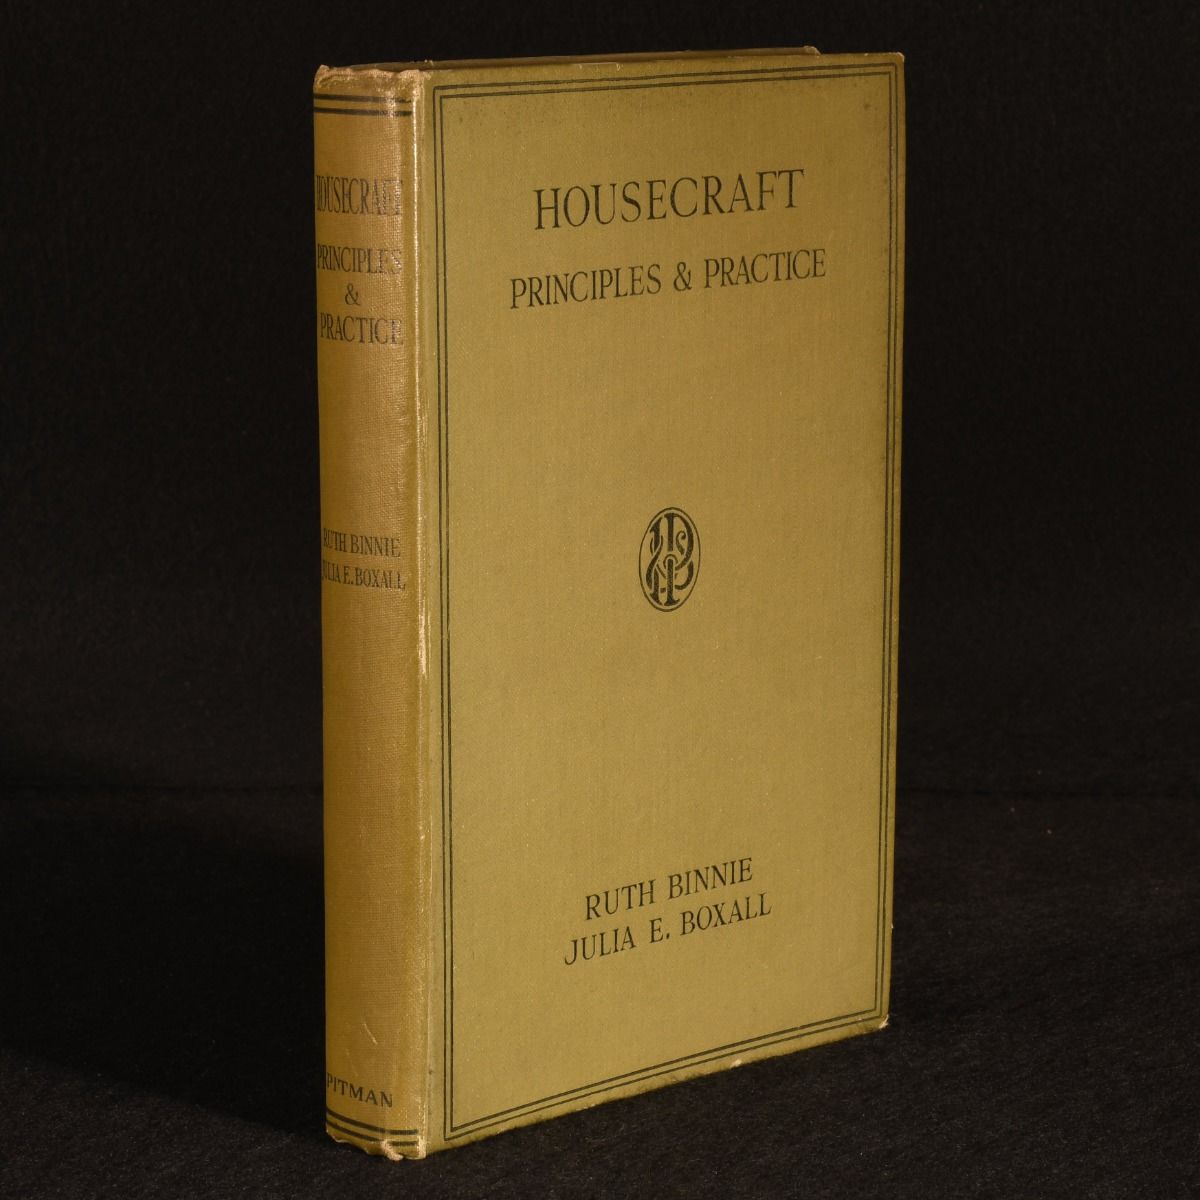 HOUSECRAFT
PRINCIPLES
&
PRACTICE
RUTH BINNIE
JULIA E. BOXALL
PITMAN
HOUSECRAFT
PRINCIPLES & PRACTICE
RUTH BINNIE
JULIA E. BOXALL